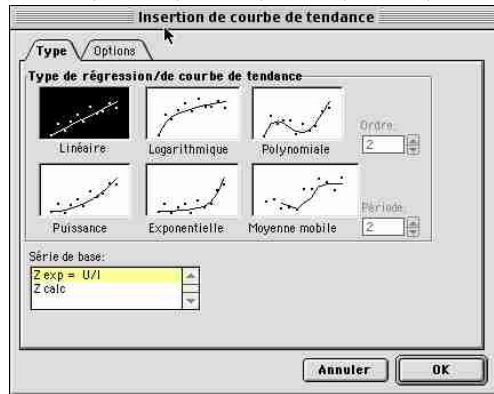 Insertion de courbe de tendance
Type Options
Type de régression/de courbe de tendance
Linéaire Logarithmique Polynomiale
Ordre:
2
Puissance Exponentielle Moyenne mobile
Période:
2
Série de base:
Z exp = U/I
Z calc
Annuler OK